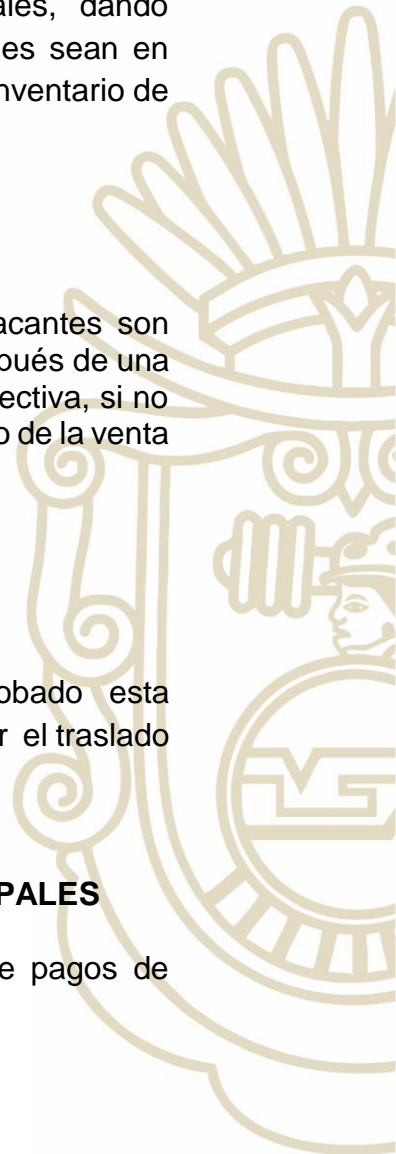 ales, dando
es sean en
nventario de
acantes son
pués de una
ectiva, si no
o de la venta
obado esta
r el traslado
PALES
e pagos de